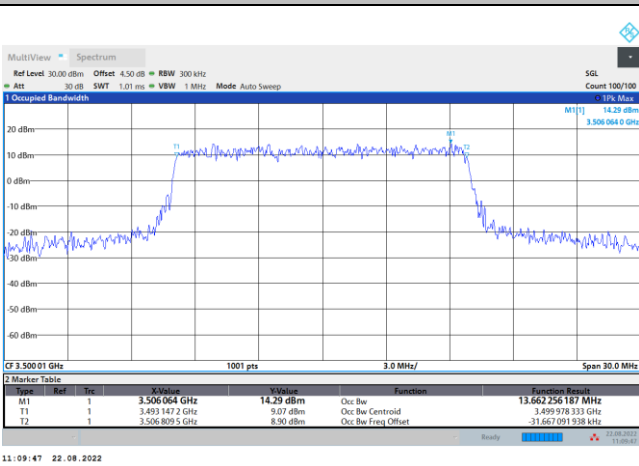 MultiView Spectrum
Ref Level 30.00 dBm Offset 4.50 dB RBW 300 kHz SGL
Att 30 dB SWT 1.01 ms VBW 1 MHz Mode Auto Sweep Count 100/100
1 Occupied Bandwidth 1Pk Max
M1[1] 14.29 dBm
3.506 064 0 GHz
20 dBm
M1
T1 T2
10 dBm
0 dBm
-10 dBm
-20 dBm
-30 dBm
-40 dBm
-50 dBm
-60 dBm
CF 3.500 01 GHz 1001 pts 3.0 MHz/ Span 30.0 MHz
2 Marker Table
Type Ref Trc X-Value Y-Value Function Function Result
M1 1 3.506 064 GHz 14.29 dBm Occ Bw 13.662 256 187 MHz
T1 1 3.493 147 2 GHz 9.07 dBm Occ Bw Centroid 3.499 978 333 GHz
T2 1 3.506 809 5 GHz 8.90 dBm Occ Bw Freq Offset -31.667 091 938 kHz
Ready 22.08.2022
11:09:47
11:09:47 22.08.2022